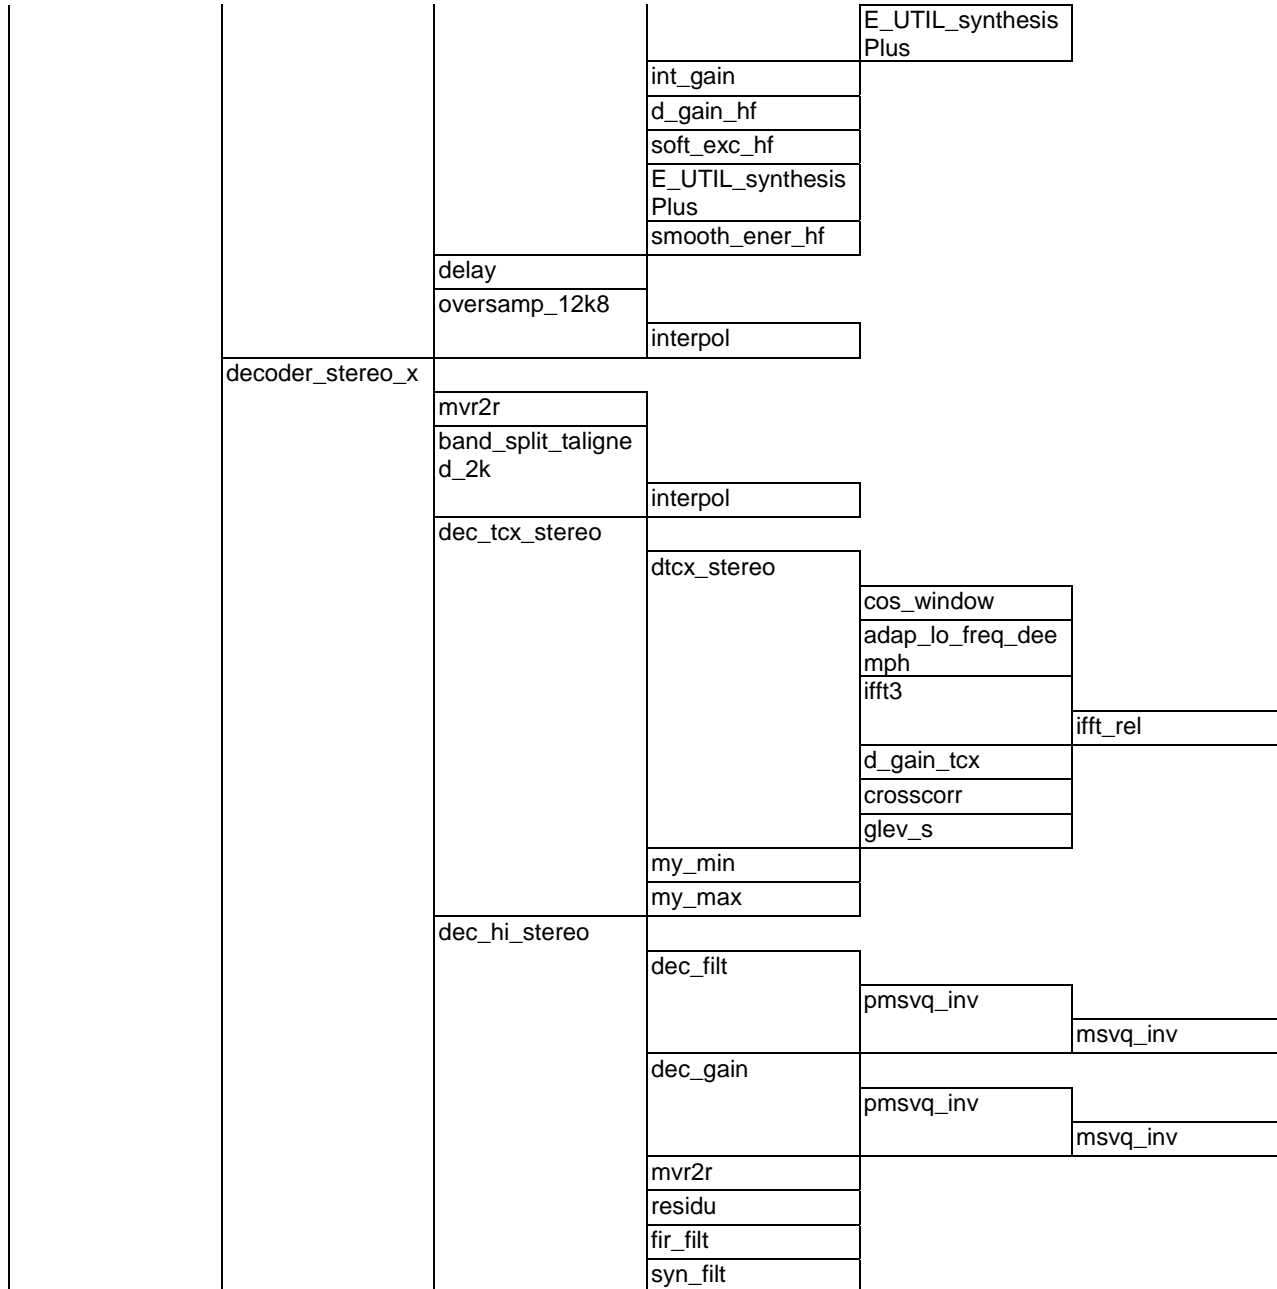 E_UTIL_synthesis
Plus
int_gain
d_gain_hf
soft_exc_hf
E_UTIL_synthesis
Plus
smooth_ener_hf
delay
oversamp_12k8
interpol
decoder_stereo_x
mvr2r
band_split_taligne
d_2k
interpol
dec_tcx_stereo
dtcx_stereo
cos_window
adap_lo_freq_dee
mph
ifft3
ifft_rel
d_gain_tcx
crosscorr
glev_s
my_min
my_max
dec_hi_stereo
dec_filt
pmsvq_inv
msvq_inv
dec_gain
pmsvq_inv
msvq_inv
mvr2r
residu
fir_filt
syn_filt